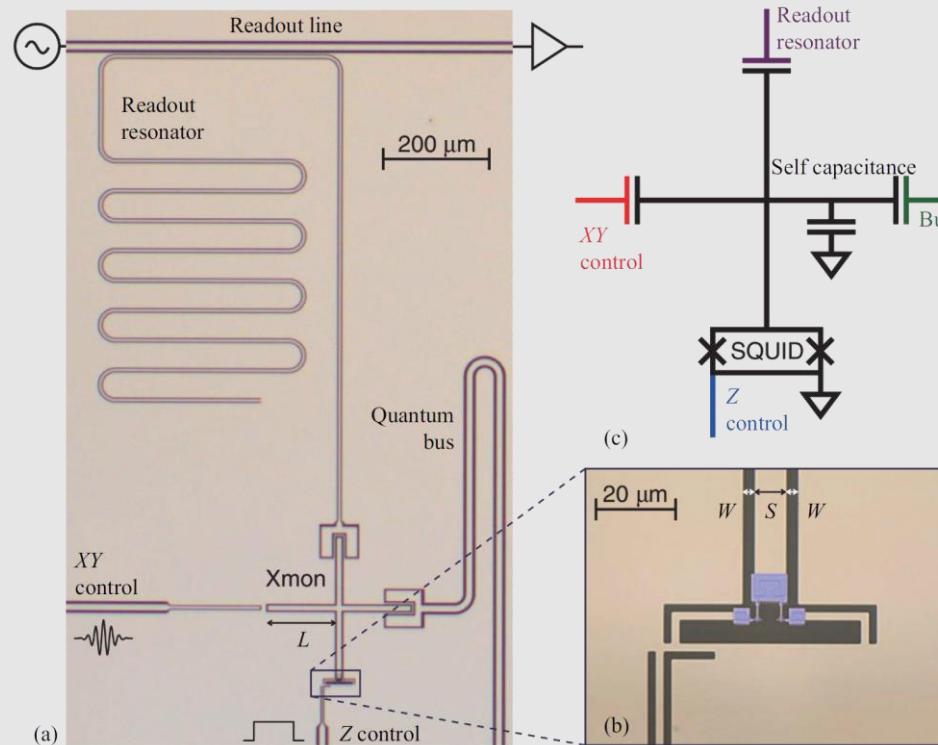 Readout line
Readout
resonator
200 μm
Quantum
bus
XY
control
Xmon
L
Z control
(a)
Readout
resonator
Self capacitance
XY
control
Bu
SQUID
Z
control
(c)
20 μm
W
S
W
(b)